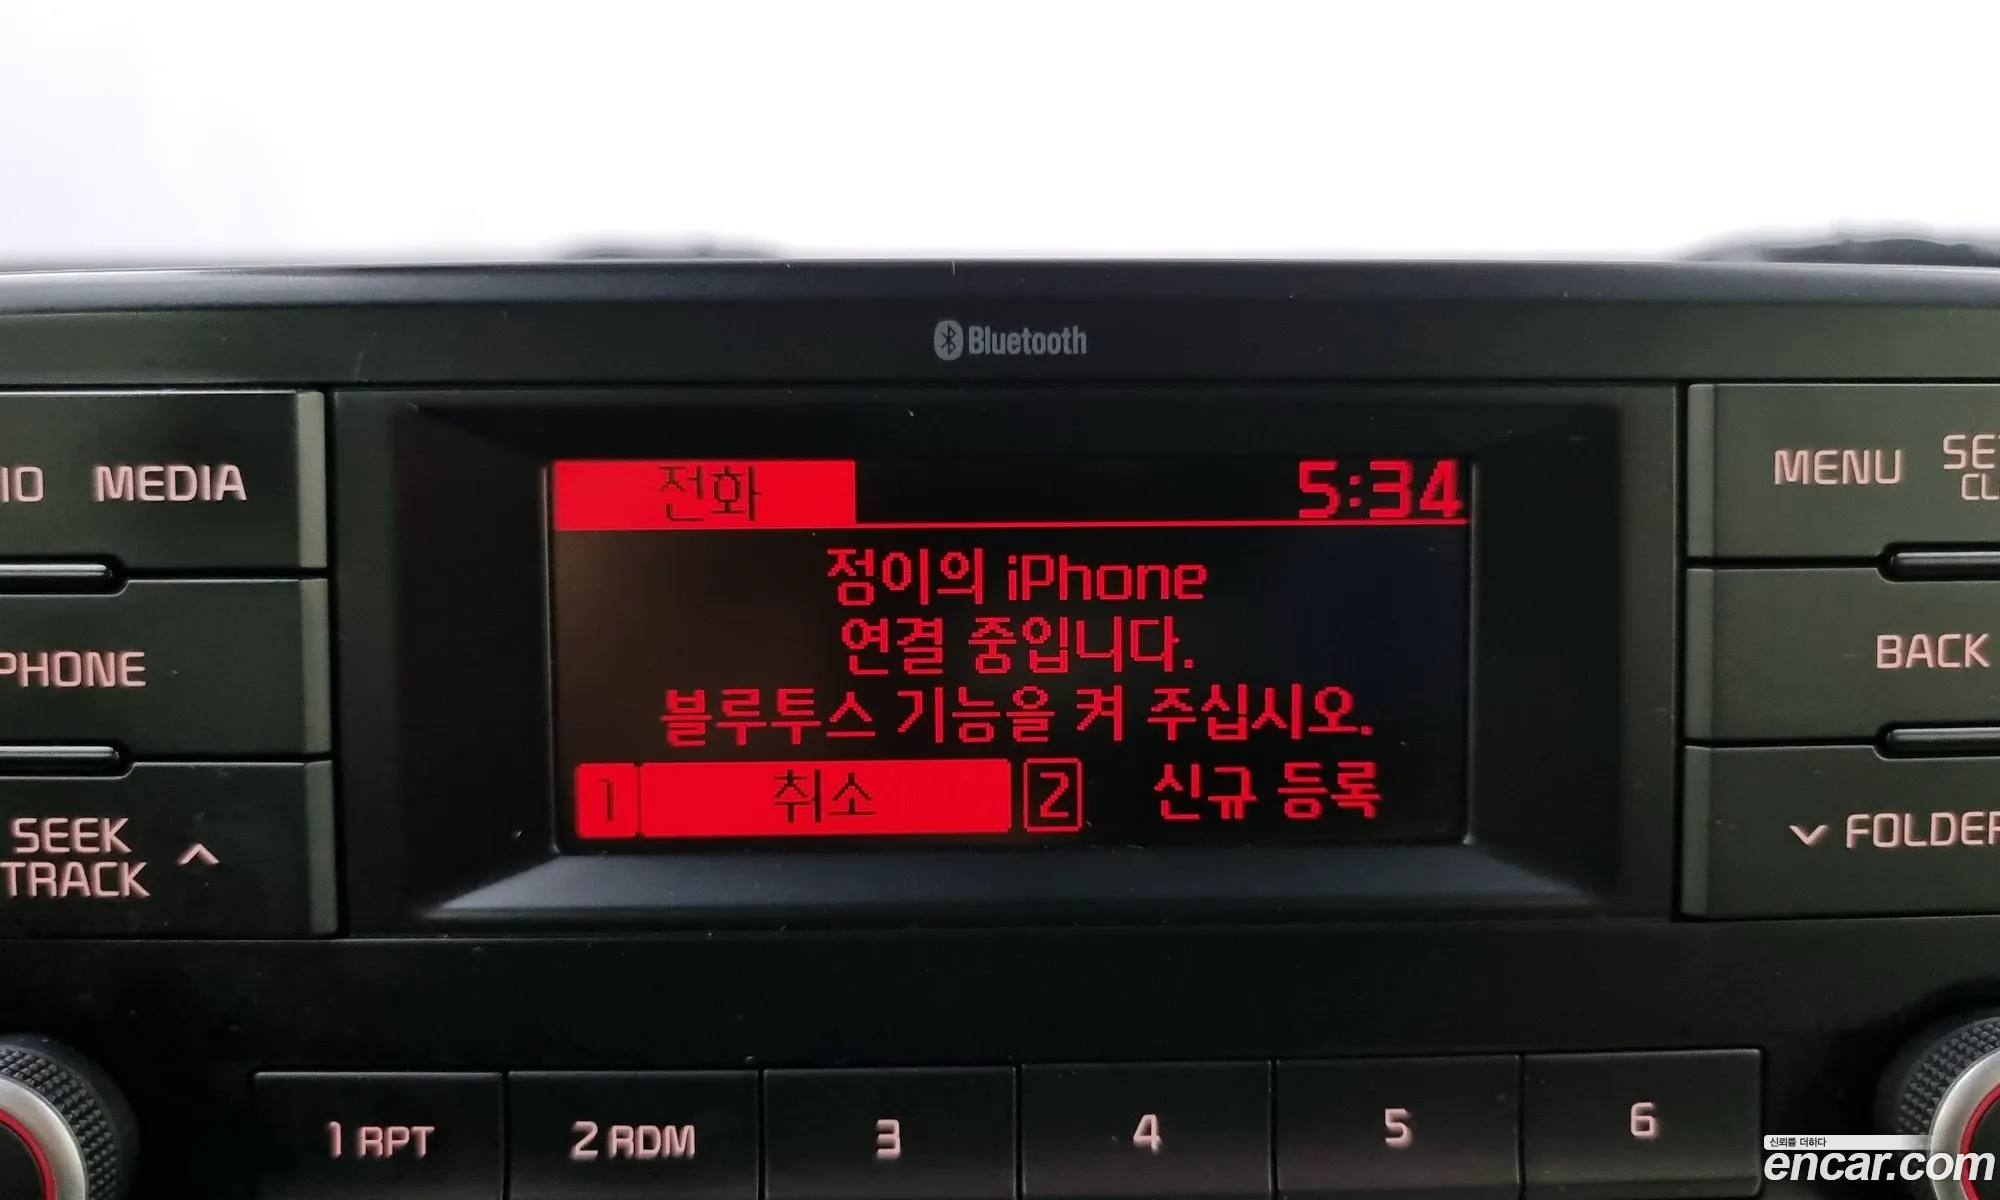 Bluetooth
MEDIA
전화 5:34
MENU
정이의 iPhone
연결 중입니다.
블루투스 기능을 켜 주십시오.
1 취소 2 신규 등록
PHONE
BACK
SEEK
TRACK
FOLDER
1 RPT 2 RDM 3 4 5 6
신뢰를 더하다
encar.com